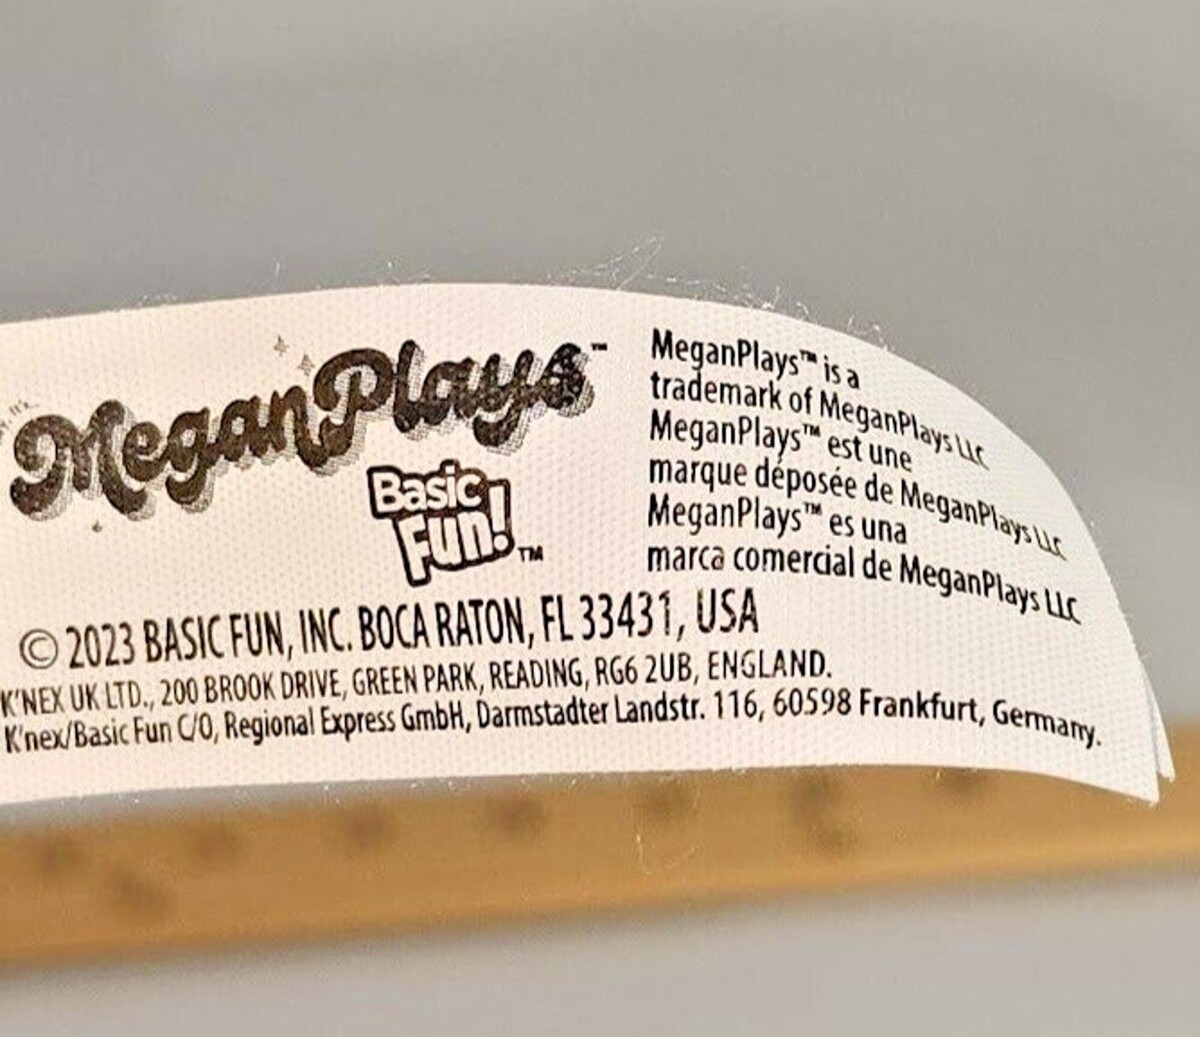 MeganPlays™
Basic
Fun!™
MeganPlays™ is a
trademark of MeganPlays LLC
MeganPlays™ est une
marque déposée de MeganPlays LLC
MeganPlays™ es una
marca comercial de MeganPlays LLC
© 2023 BASIC FUN, INC. BOCA RATON, FL 33431, USA
K'NEX UK LTD., 200 BROOK DRIVE, GREEN PARK, READING, RG6 2UB, ENGLAND.
K'nex/Basic Fun C/O, Regional Express GmbH, Darmstadter Landstr. 116, 60598 Frankfurt, Germany.